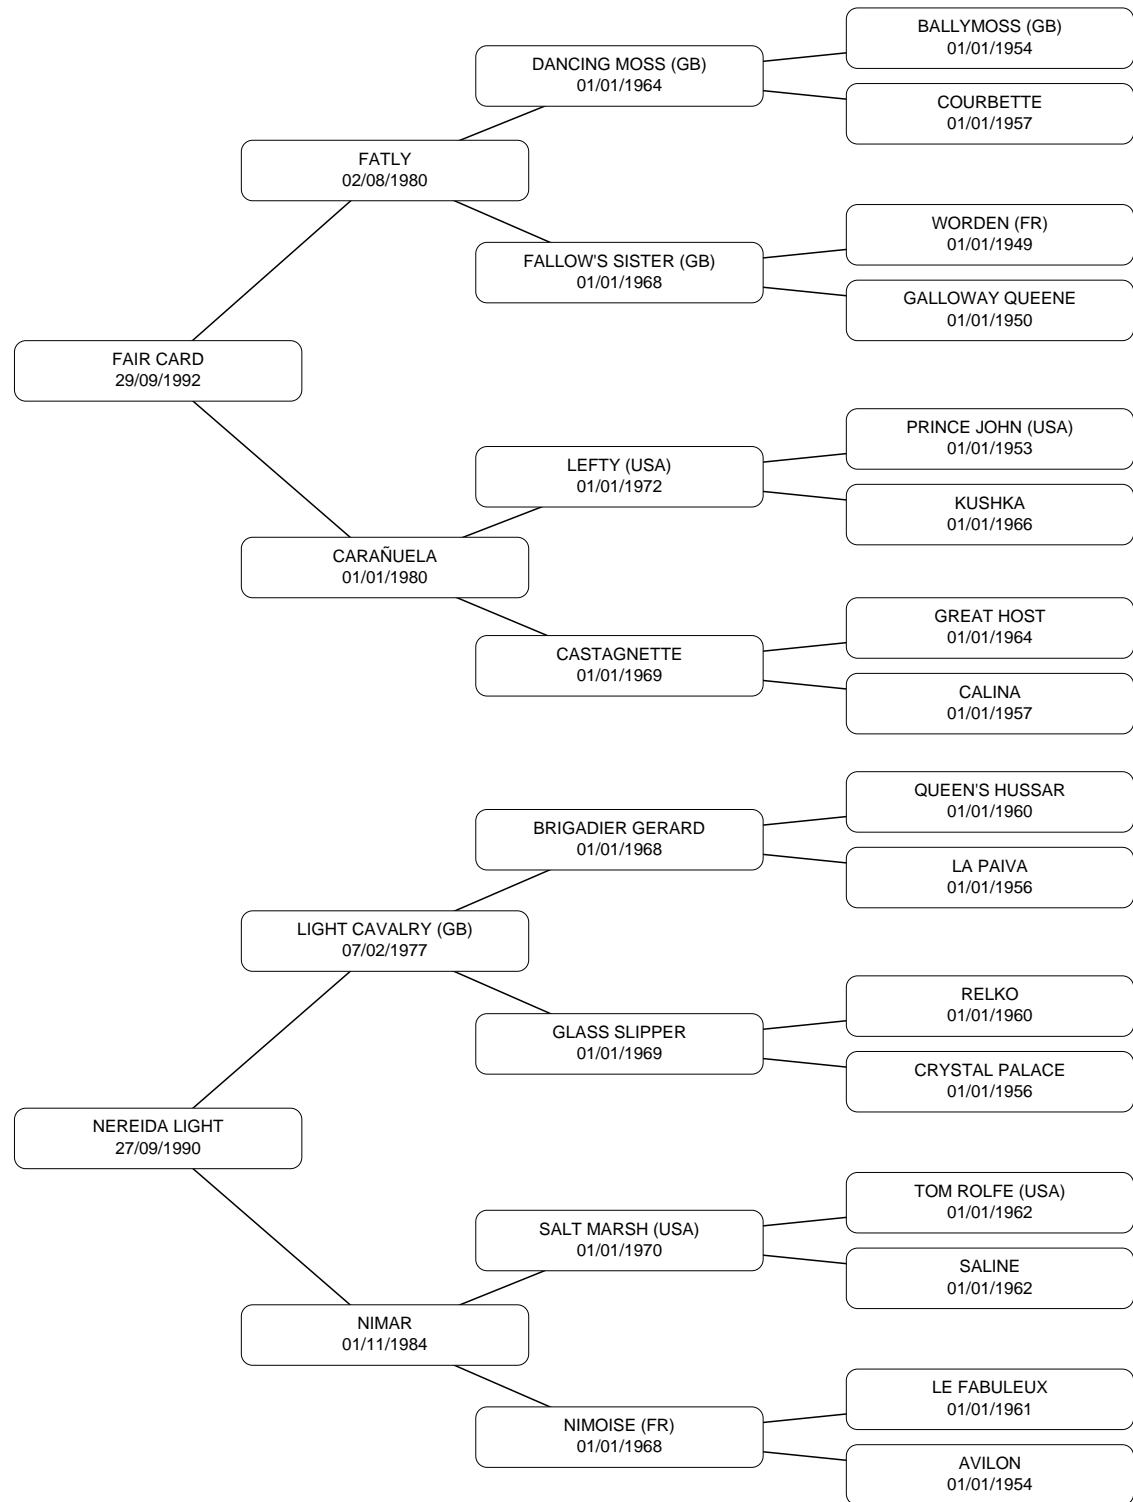 BALLYMOSS (GB)
01/01/1954
DANCING MOSS (GB)
01/01/1964
COURBETTE
01/01/1957
FATLY
02/08/1980
WORDEN (FR)
01/01/1949
FALLOW'S SISTER (GB)
01/01/1968
GALLOWAY QUEENE
01/01/1950
FAIR CARD
29/09/1992
PRINCE JOHN (USA)
01/01/1953
LEFTY (USA)
01/01/1972
KUSHKA
01/01/1966
CARAÑUELA
01/01/1980
GREAT HOST
01/01/1964
CASTAGNETTE
01/01/1969
CALINA
01/01/1957
QUEEN'S HUSSAR
01/01/1960
BRIGADIER GERARD
01/01/1968
LA PAIVA
01/01/1956
LIGHT CAVALRY (GB)
07/02/1977
RELKO
01/01/1960
GLASS SLIPPER
01/01/1969
CRYSTAL PALACE
01/01/1956
NEREIDA LIGHT
27/09/1990
TOM ROLFE (USA)
01/01/1962
SALT MARSH (USA)
01/01/1970
SALINE
01/01/1962
NIMAR
01/11/1984
LE FABULEUX
01/01/1961
NIMOISE (FR)
01/01/1968
AVILON
01/01/1954